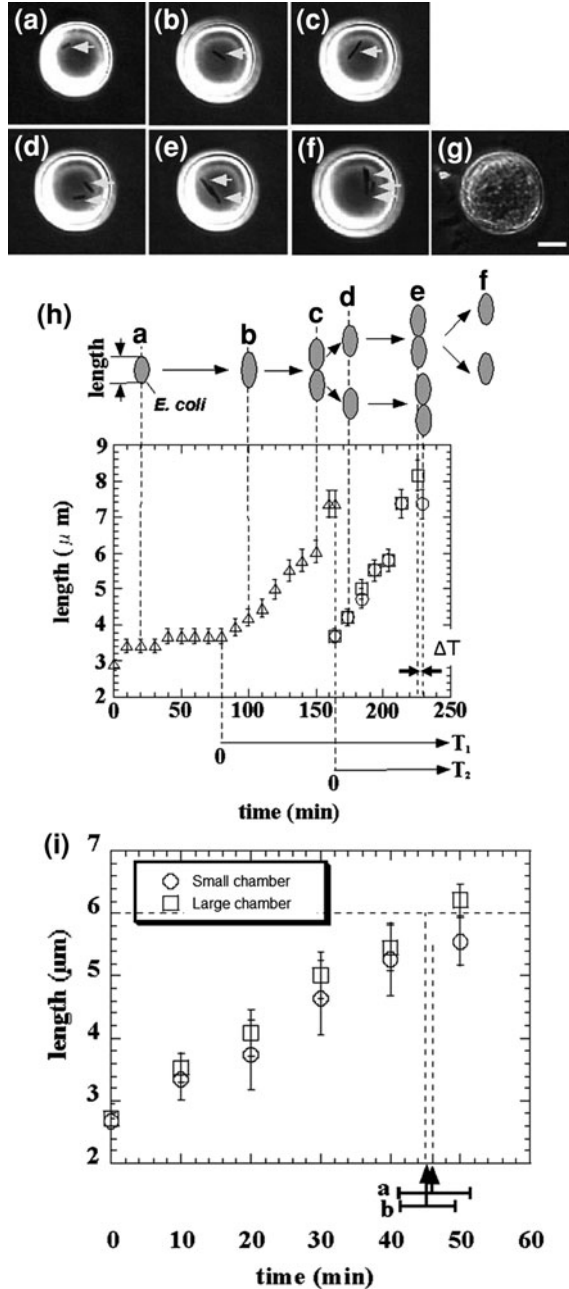 (a) (b) (c)
(d) (e) (f) (g)
(h) a b c d e f
length
E. coli
length (μm)
9
8
7
6
5
4
3
2
ΔT
0 50 100 150 200 250
0 T1
0 T2
time (min)
(i)
length (μm)
7
6
5
4
3
2
Small chamber
Large chamber
a
b
0 10 20 30 40 50 60
time (min)